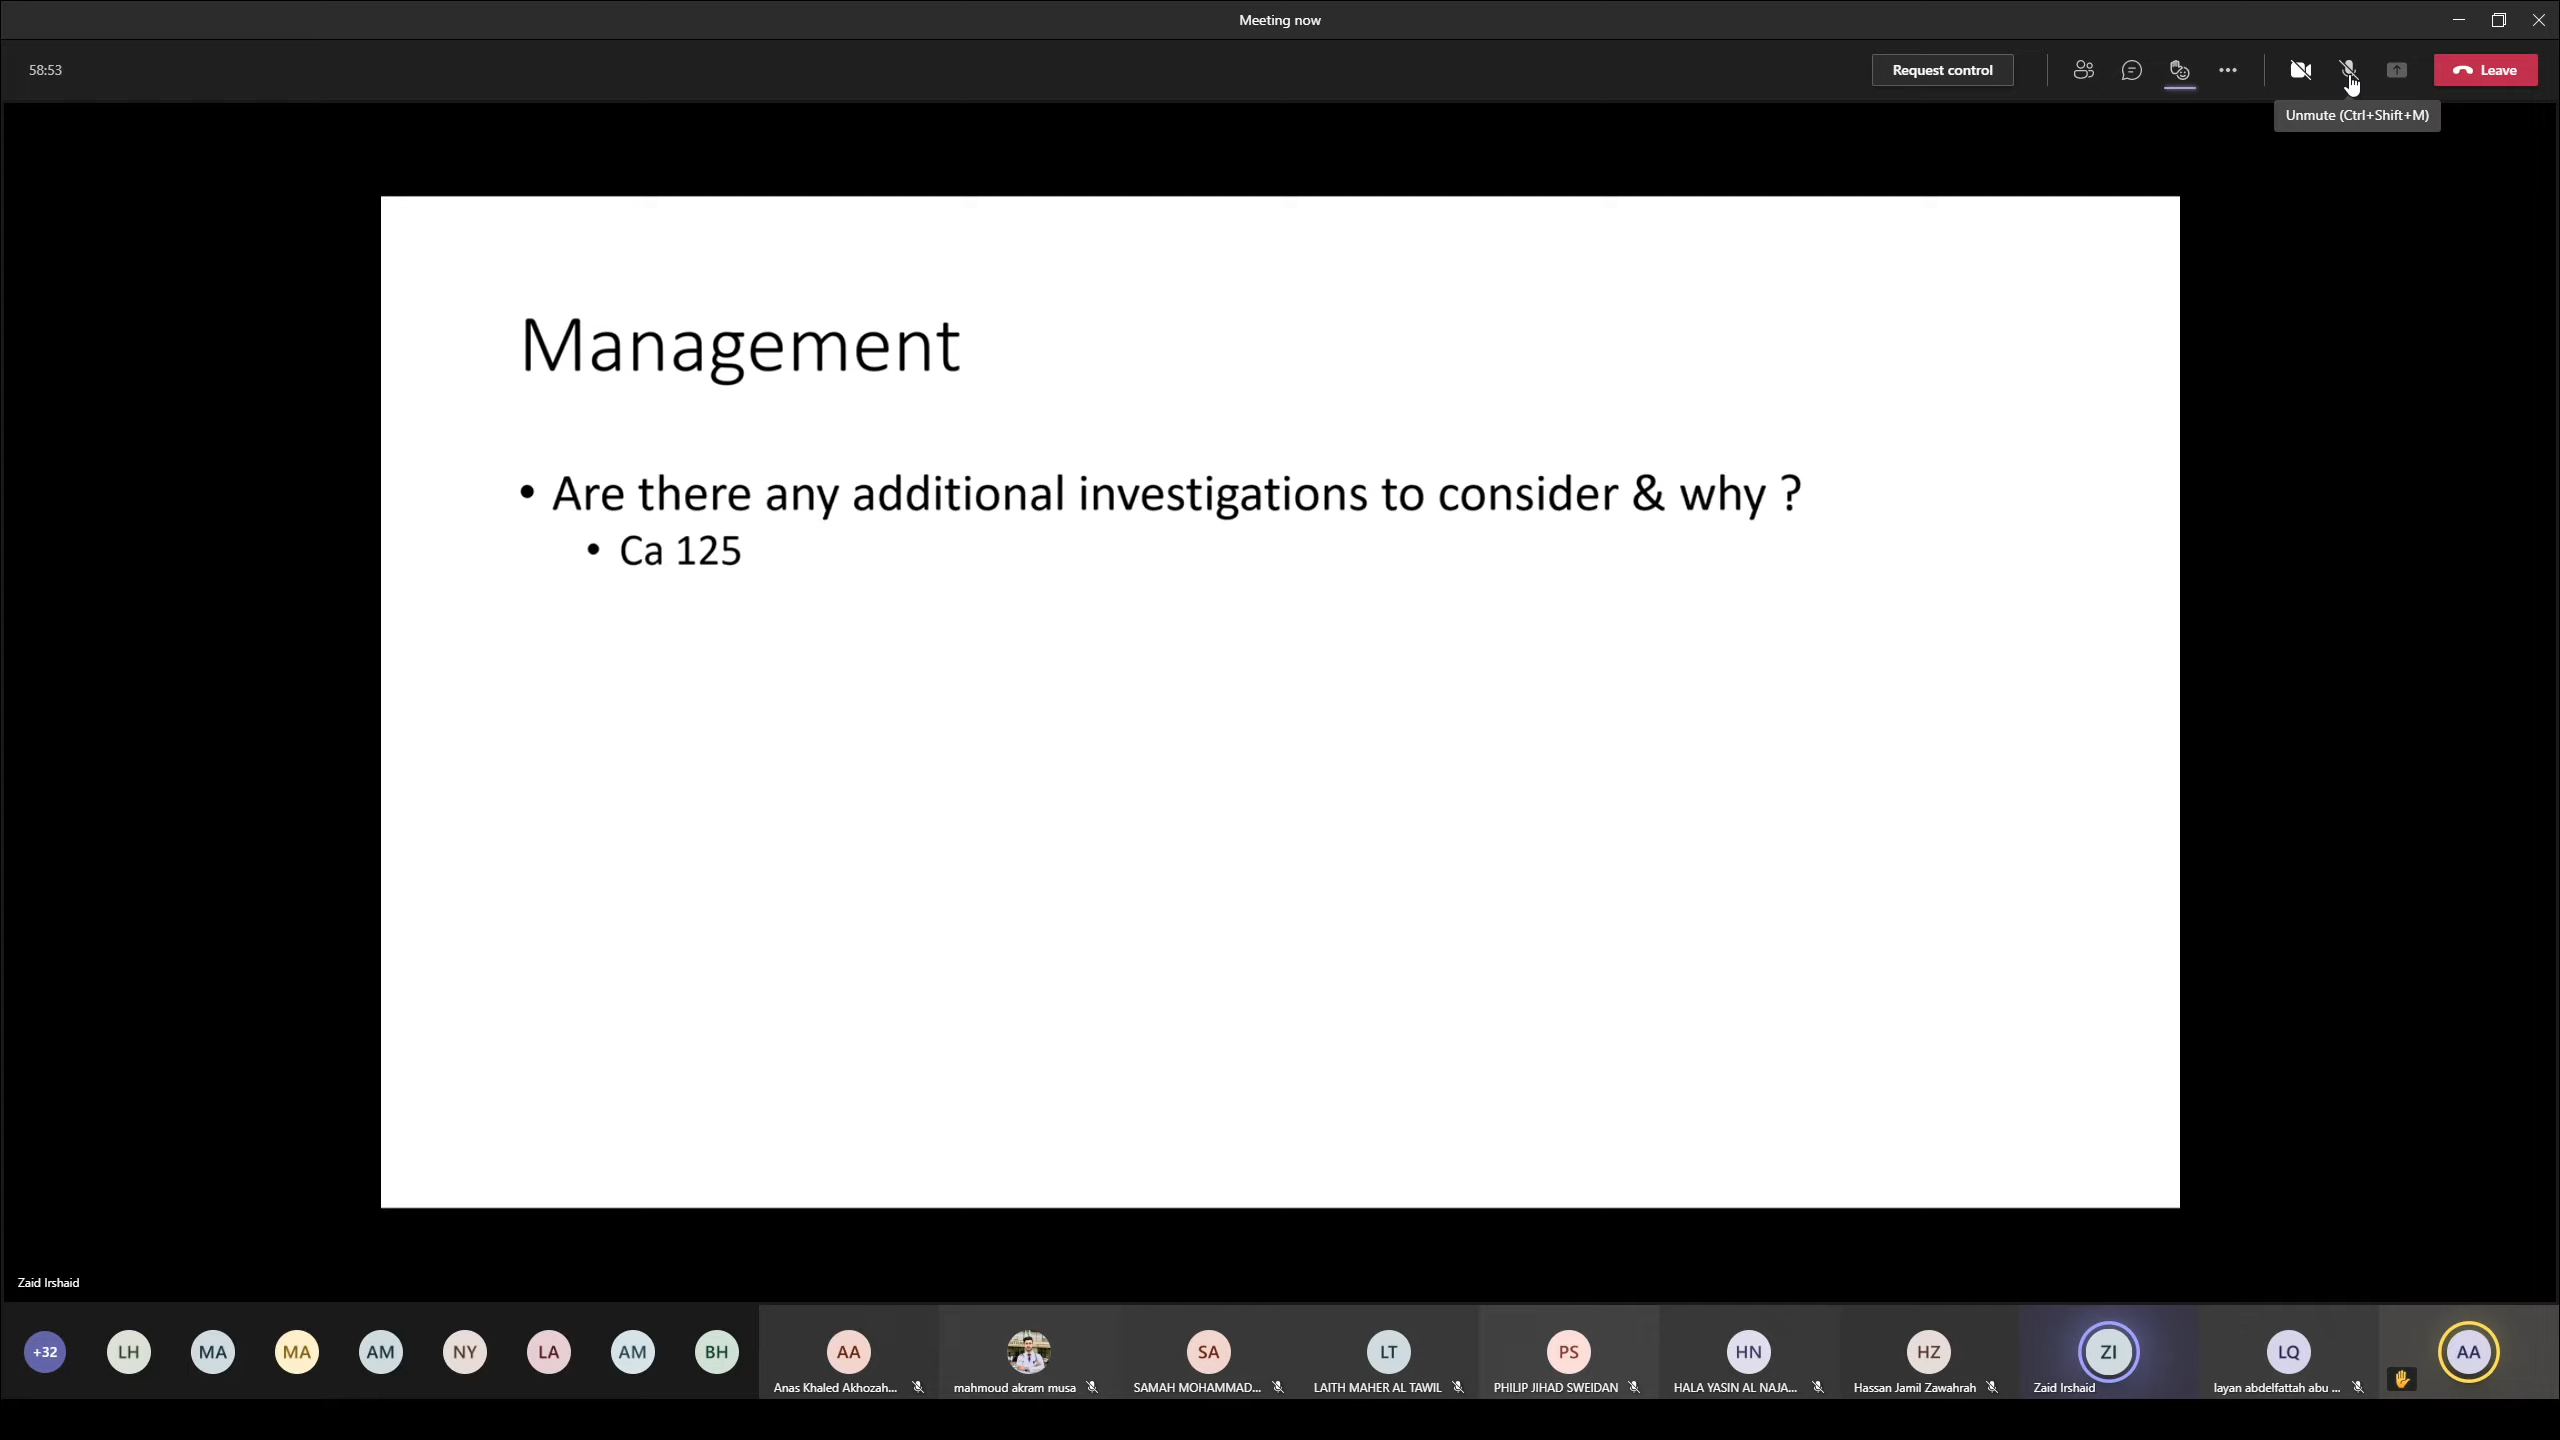 Meeting now
58:53
Request control
Leave
Unmute (Ctrl+Shift+M)
Management
• Are there any additional investigations to consider & why ?
• Ca 125
Zaid Irshaid
+32
LH
MA
MA
AM
NY
LA
AM
BH
AA
SA
LT
PS
HN
HZ
ZI
LQ
AA
Anas Khaled Akhozah...
mahmoud akram musa
SAMAH MOHAMMAD...
LAITH MAHER AL TAWIL
PHILIP JIHAD SWEIDAN
HALA YASIN AL NAJA...
Hassan Jamil Zawahrah
Zaid Irshaid
layan abdelfattah abu ...